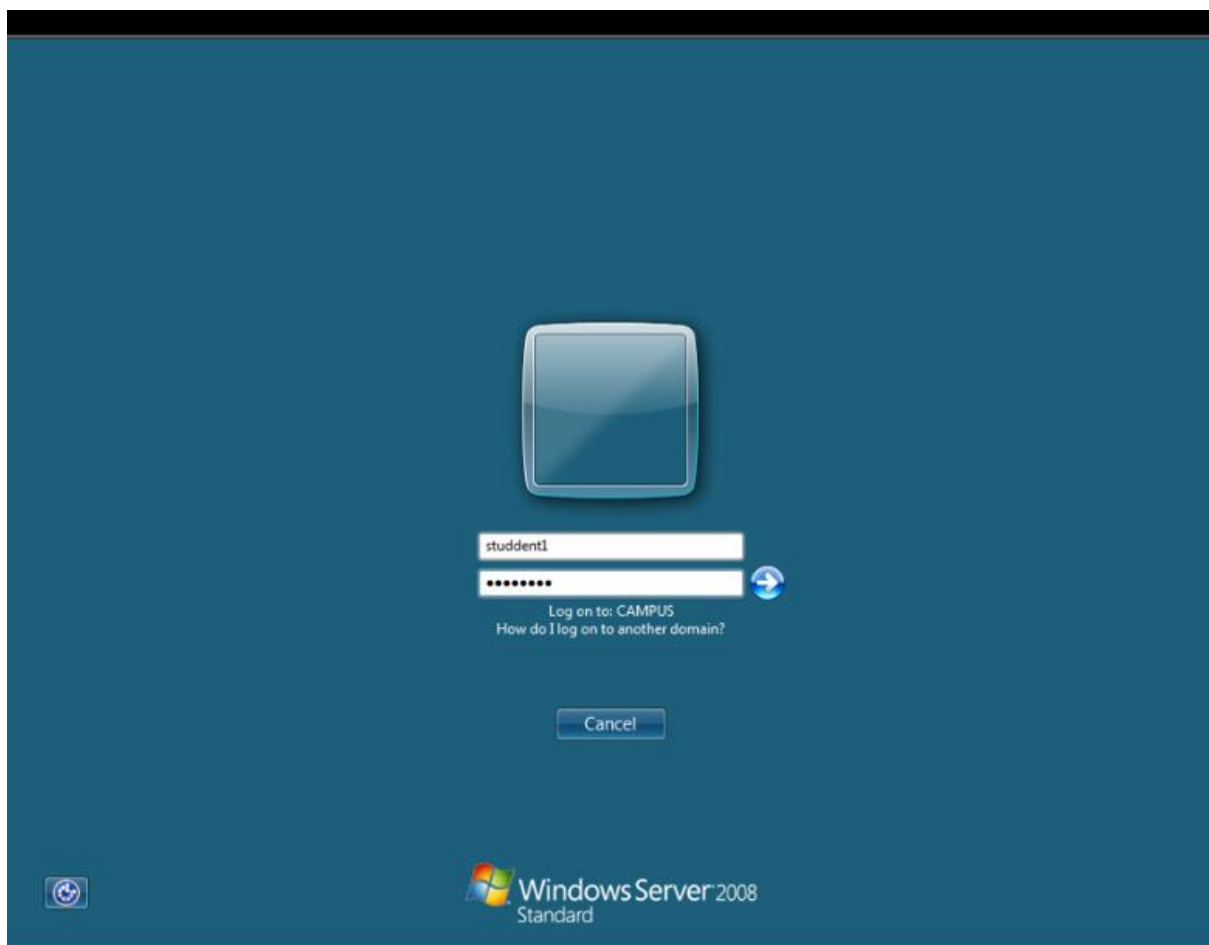 studdent1
••••••••
Log on to: CAMPUS
How do I log on to another domain?
Cancel
Windows Server 2008
Standard